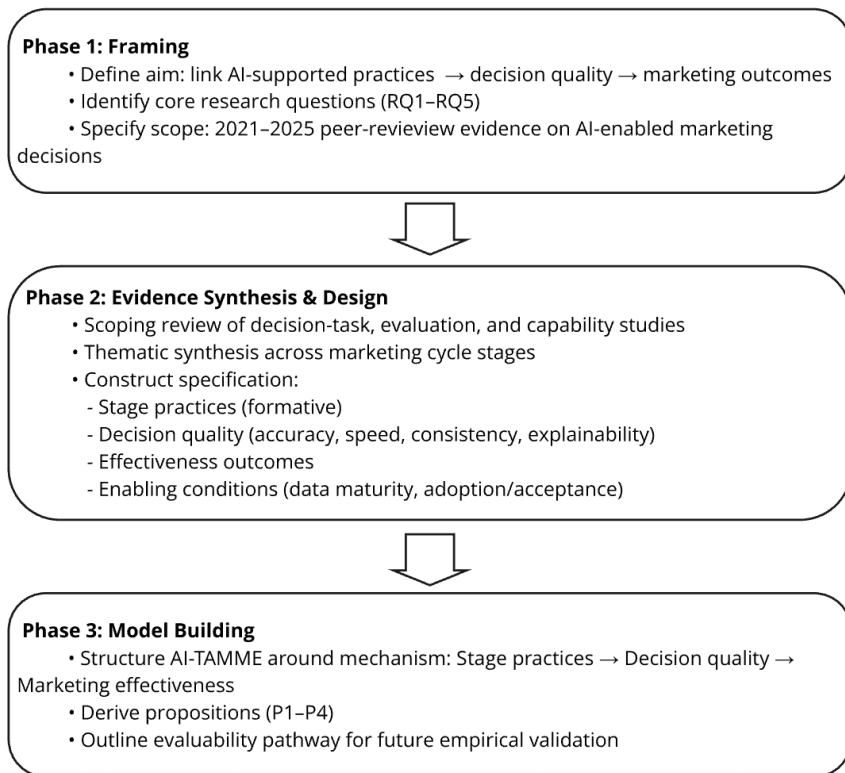 Phase 1: Framing
• Define aim: link AI-supported practices → decision quality → marketing outcomes
• Identify core research questions (RQ1–RQ5)
• Specify scope: 2021–2025 peer-revieview evidence on AI-enabled marketing
decisions
Phase 2: Evidence Synthesis & Design
• Scoping review of decision-task, evaluation, and capability studies
• Thematic synthesis across marketing cycle stages
• Construct specification:
- Stage practices (formative)
- Decision quality (accuracy, speed, consistency, explainability)
- Effectiveness outcomes
- Enabling conditions (data maturity, adoption/acceptance)
Phase 3: Model Building
• Structure AI-TAMME around mechanism: Stage practices → Decision quality →
Marketing effectiveness
• Derive propositions (P1–P4)
• Outline evaluability pathway for future empirical validation